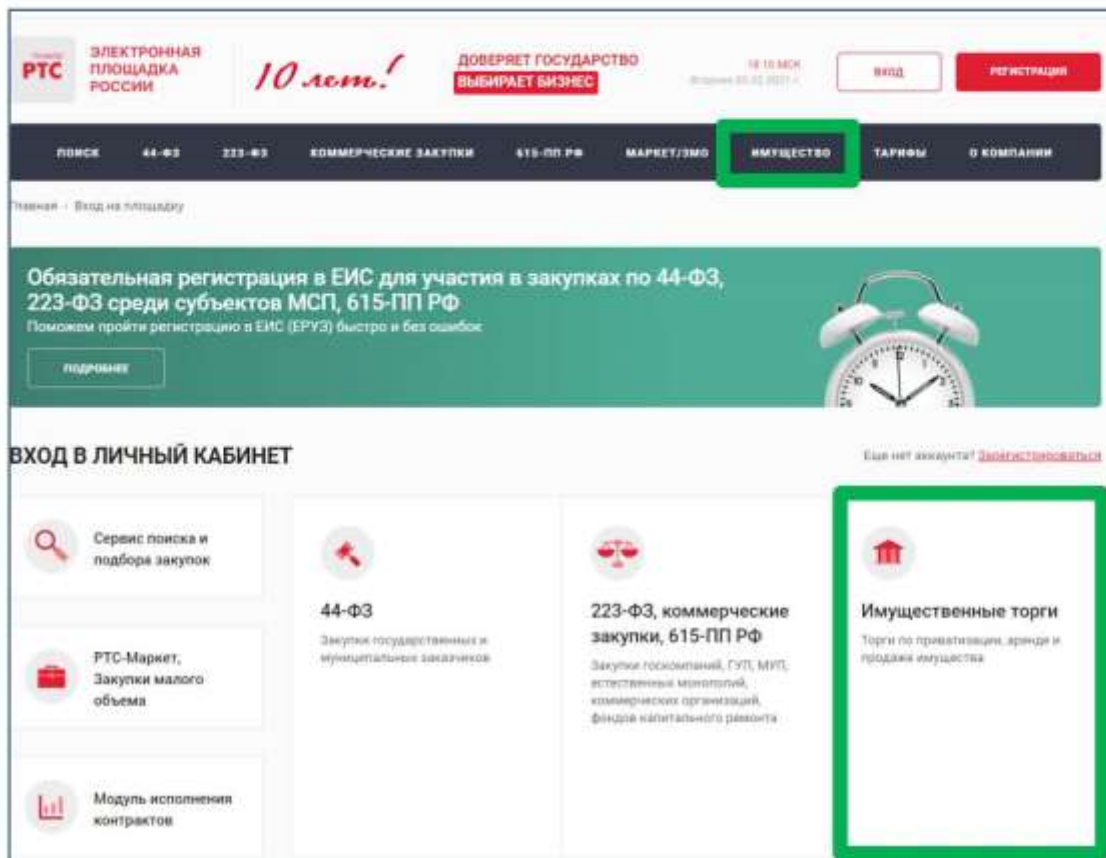 РТС
ЭЛЕКТРОННАЯ
ПЛОЩАДКА
РОССИИ
10 лет!
ДОВЕРЯЕТ ГОСУДАРСТВО
ВЫБИРАЕТ БИЗНЕС
18:10 МСК
ВХОД
РЕГИСТРАЦИЯ
ПОИСК 44-ФЗ 223-ФЗ КОММЕРЧЕСКИЕ ЗАКУПКИ 615-ПП РФ МАРКЕТ/ЗМО ИМУЩЕСТВО ТАРИФЫ О КОМПАНИИ
Главная › Вход на площадку
Обязательная регистрация в ЕИС для участия в закупках по 44-ФЗ,
223-ФЗ среди субъектов МСП, 615-ПП РФ
Поможем пройти регистрацию в ЕИС (ЕРУЗ) быстро и без ошибок
ПОДРОБНЕЕ
ВХОД В ЛИЧНЫЙ КАБИНЕТ
Еще нет аккаунта? Зарегистрироваться
Сервис поиска и
подбора закупок
РТС-Маркет,
Закупки малого
объема
Модуль исполнения
контрактов
44-ФЗ
Закупки государственных и
муниципальных заказчиков
223-ФЗ, коммерческие
закупки, 615-ПП РФ
Закупки госкомпаний, ГУП, МУП,
естественных монополий,
коммерческих организаций,
фондов капитального ремонта
Имущественные торги
Торги по приватизации, аренде и
продаже имущества